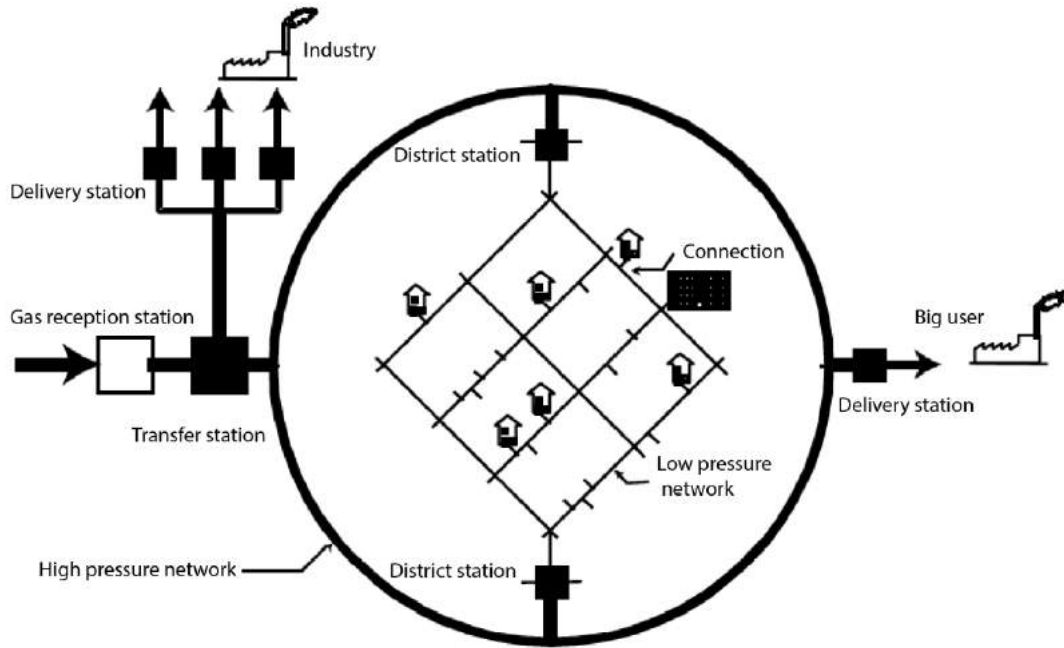 Industry
District station
Delivery station
Connection
Gas reception station
Big user
Transfer station
Delivery station
Low pressure
network
High pressure network
District station